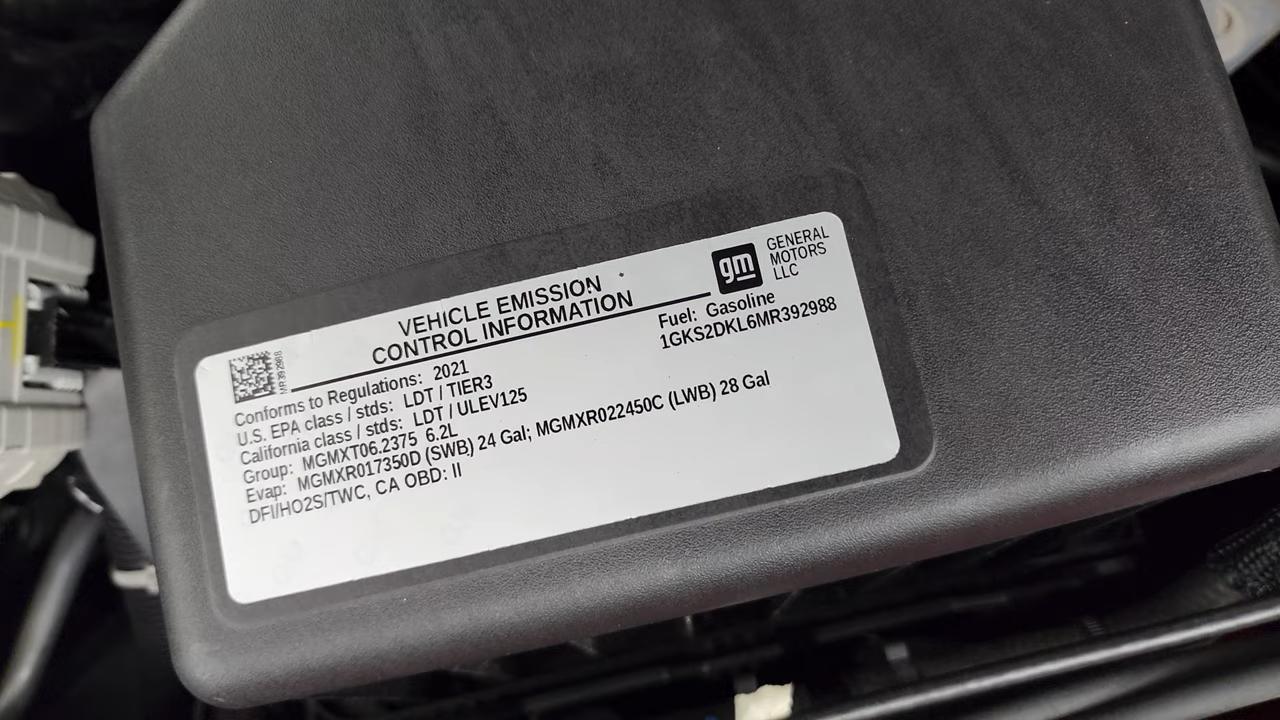 VEHICLE EMISSION
CONTROL INFORMATION
gm
GENERAL
MOTORS
LLC
MR392988
Fuel: Gasoline
1GKS2DKL6MR392988
Conforms to Regulations: 2021
U.S. EPA class / stds: LDT / TIER3
California class / stds: LDT / ULEV125
Group: MGMXT06.2375 6.2L
Evap: MGMXR017350D (SWB) 24 Gal; MGMXR022450C (LWB) 28 Gal
DFI/HO2S/TWC, CA OBD: II